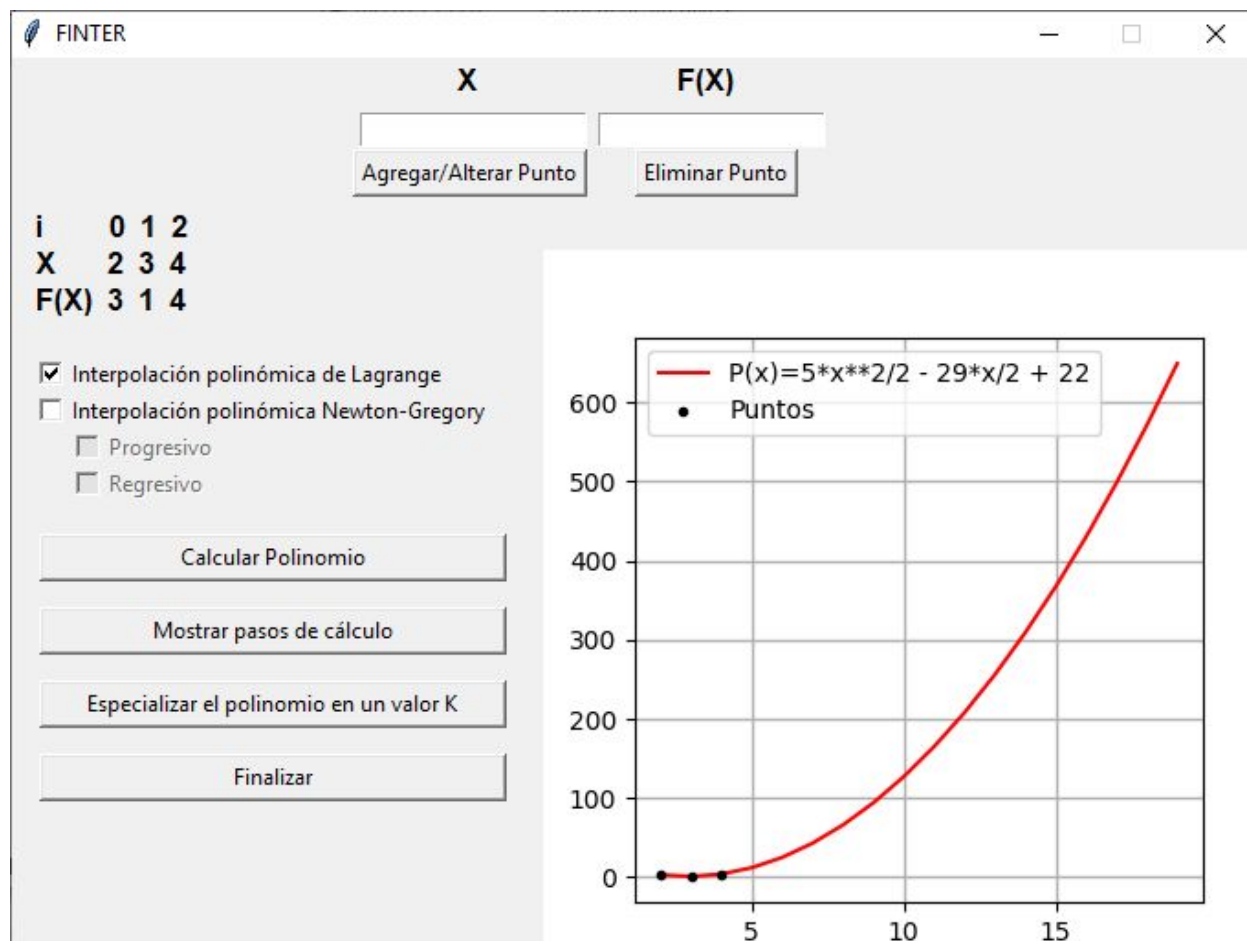 FINTER
X F(X)
Agregar/Alterar Punto Eliminar Punto
i 0 1 2
X 2 3 4
F(X) 3 1 4
Interpolación polinómica de Lagrange
Interpolación polinómica Newton-Gregory
Progresivo
Regresivo
Calcular Polinomio
Mostrar pasos de cálculo
Especializar el polinomio en un valor K
Finalizar
P(x)=5*x**2/2 - 29*x/2 + 22
Puntos
600
500
400
300
200
100
0
5 10 15